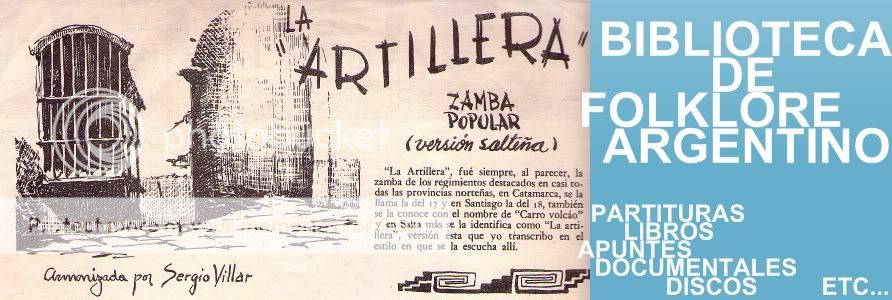 LA
"ARTILLERA"
ZAMBA
POPULAR
(versión salteña)
"La Artillera", fué siempre, al parecer, la
zamba de los regimientos destacados en casi to-
das las provincias norteñas, en Catamarca, se la
llama la del 17 y en Santiago la del 18, también
se la conoce con el nombre de "Carro volcáo"
y en Salta más se la identifica como "La arti-
llera", versión ésta que yo transcribo en el
estilo en que se la escucha allí.
Armonizada por Sergio Villar
photobucket
BIBLIOTECA
DE
FOLKLORE
ARGENTINO
PARTITURAS
LIBROS
APUNTES
DOCUMENTALES
DISCOS
ETC...